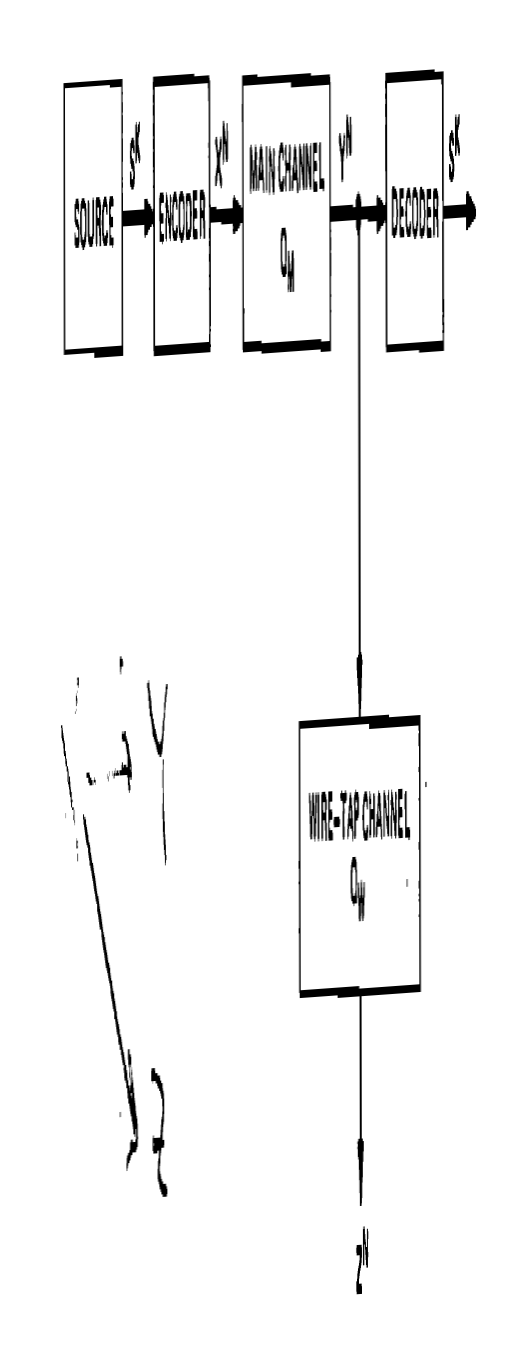 S^K X^N Y^N S^K
SOURCE ENCODER MAIN CHANNEL DECODER
Q_M
WIRE-TAP CHANNEL
Q_W
Z^N